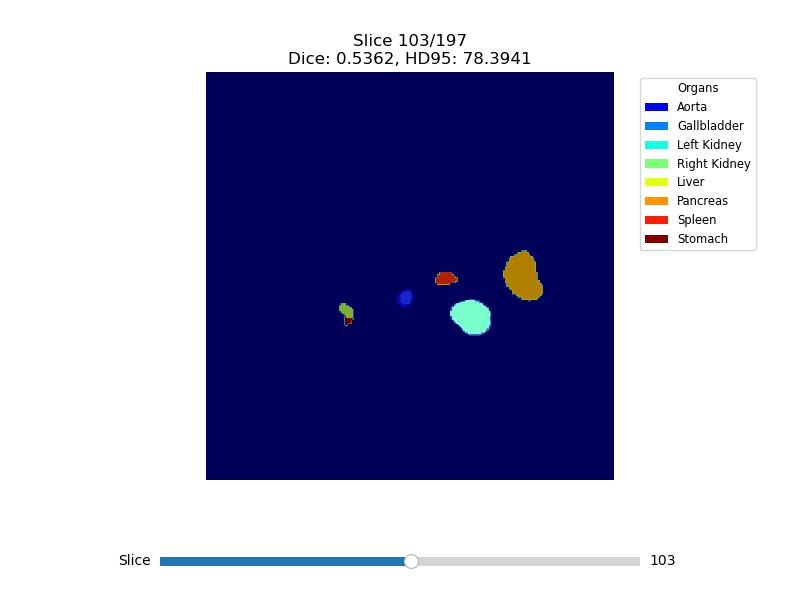 Slice 103/197
Dice: 0.5362, HD95: 78.3941
Organs
Aorta
Gallbladder
Left Kidney
Right Kidney
Liver
Pancreas
Spleen
Stomach
Slice 103